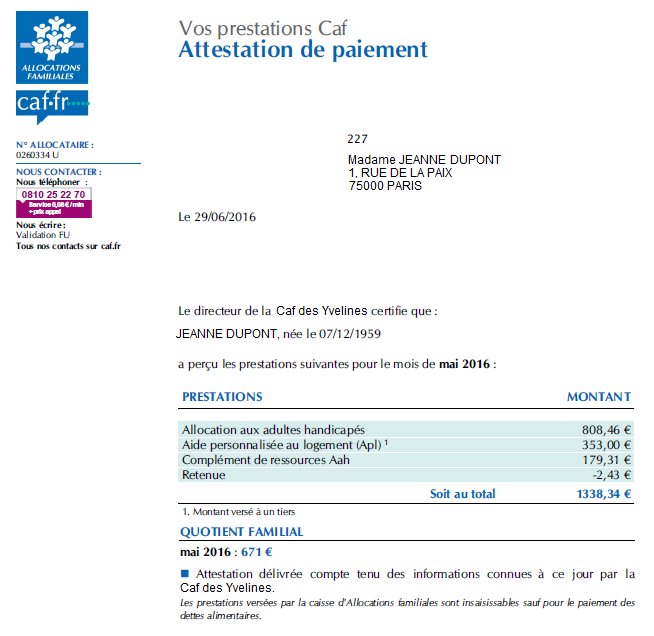 Vos prestations Caf
Attestation de paiement
ALLOCATIONS
FAMILIALES
caf.fr
N° ALLOCATAIRE :
0260334 U
NOUS CONTACTER :
Nous téléphoner :
0810 25 22 70
Service 0,06 € / min
+ prix appel
Nous écrire :
Validation FU
Tous nos contacts sur caf.fr
227
Madame JEANNE DUPONT
1, RUE DE LA PAIX
75000 PARIS
Le 29/06/2016
Le directeur de la Caf des Yvelines certifie que :
JEANNE DUPONT, née le 07/12/1959
a perçu les prestations suivantes pour le mois de mai 2016 :
PRESTATIONS MONTANT
Allocation aux adultes handicapés 808,46 €
Aide personnalisée au logement (Apl) 1 353,00 €
Complément de ressources Aah 179,31 €
Retenue -2,43 €
Soit au total 1338,34 €
1. Montant versé à un tiers
QUOTIENT FAMILIAL
mai 2016 : 671 €
Attestation délivrée compte tenu des informations connues à ce jour par la
Caf des Yvelines.
Les prestations versées par la caisse d'Allocations familiales sont insaisissables sauf pour le paiement des
dettes alimentaires.